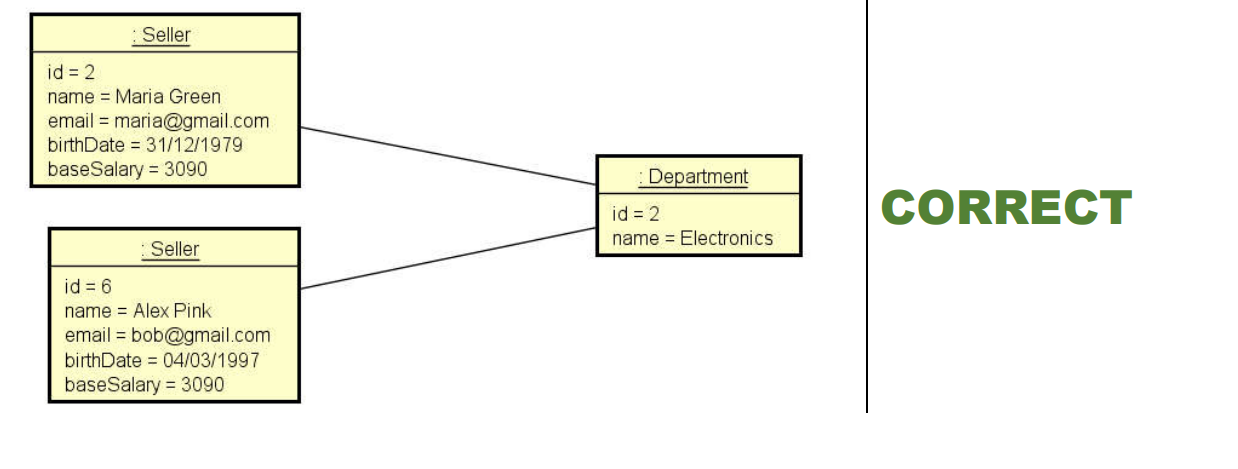 : Seller
id = 2
name = Maria Green
email = maria@gmail.com
birthDate = 31/12/1979
baseSalary = 3090
: Department
id = 2
name = Electronics
CORRECT
: Seller
id = 6
name = Alex Pink
email = bob@gmail.com
birthDate = 04/03/1997
baseSalary = 3090